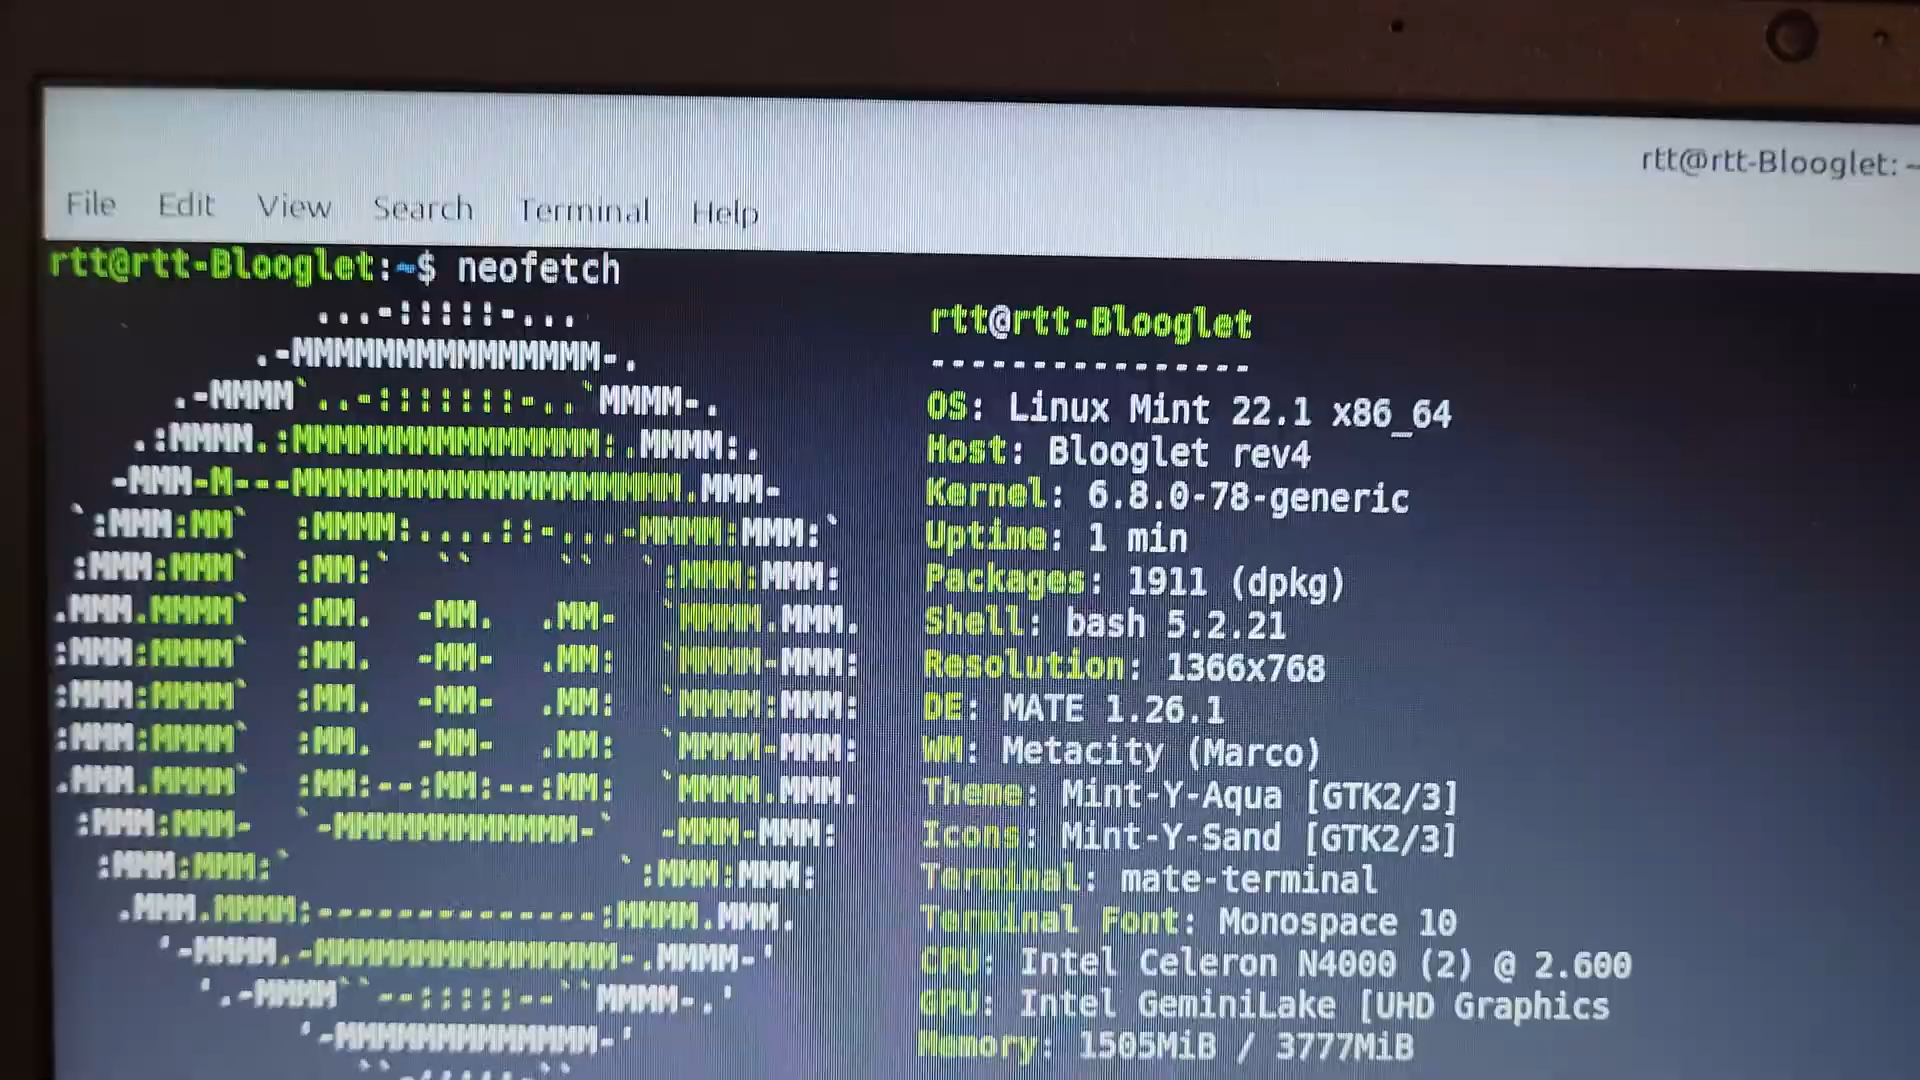 rtt@rtt-Blooglet: ~
File Edit View Search Terminal Help
rtt@rtt-Blooglet:~$ neofetch
rtt@rtt-Blooglet
----------------
OS: Linux Mint 22.1 x86_64
Host: Blooglet rev4
Kernel: 6.8.0-78-generic
Uptime: 1 min
Packages: 1911 (dpkg)
Shell: bash 5.2.21
Resolution: 1366x768
DE: MATE 1.26.1
WM: Metacity (Marco)
Theme: Mint-Y-Aqua [GTK2/3]
Icons: Mint-Y-Sand [GTK2/3]
Terminal: mate-terminal
Terminal Font: Monospace 10
CPU: Intel Celeron N4000 (2) @ 2.600
GPU: Intel GeminiLake [UHD Graphics
Memory: 1505MiB / 3777MiB